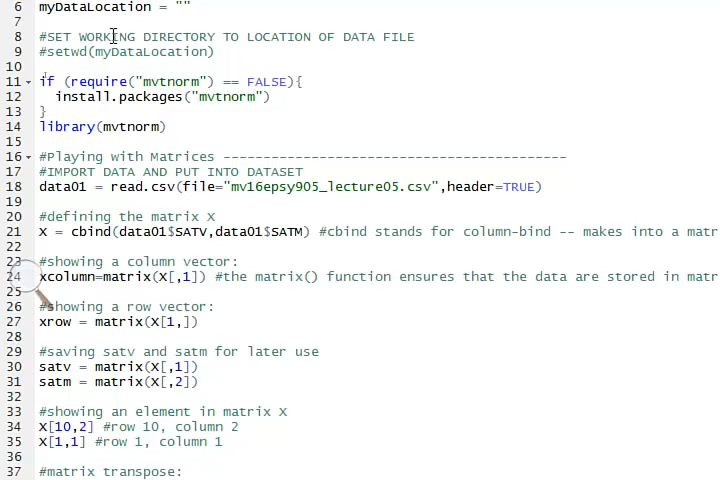 6 myDataLocation = ""
7
8 #SET WORKING DIRECTORY TO LOCATION OF DATA FILE
9 #setwd(myDataLocation)
10
11 if (require("mvtnorm") == FALSE){
12 install.packages("mvtnorm")
13 }
14 library(mvtnorm)
15
16 #Playing with Matrices -------------------------------------------
17 #IMPORT DATA AND PUT INTO DATASET
18 data01 = read.csv(file="mv16epsy905_lecture05.csv",header=TRUE)
19
20 #defining the matrix X
21 X = cbind(data01$SATV,data01$SATM) #cbind stands for column-bind -- makes into a matr
22
23 #showing a column vector:
24 xcolumn=matrix(X[,1]) #the matrix() function ensures that the data are stored in matr
25
26 #showing a row vector:
27 xrow = matrix(X[1,])
28
29 #saving satv and satm for later use
30 satv = matrix(X[,1])
31 satm = matrix(X[,2])
32
33 #showing an element in matrix X
34 X[10,2] #row 10, column 2
35 X[1,1] #row 1, column 1
36
37 #matrix transpose: